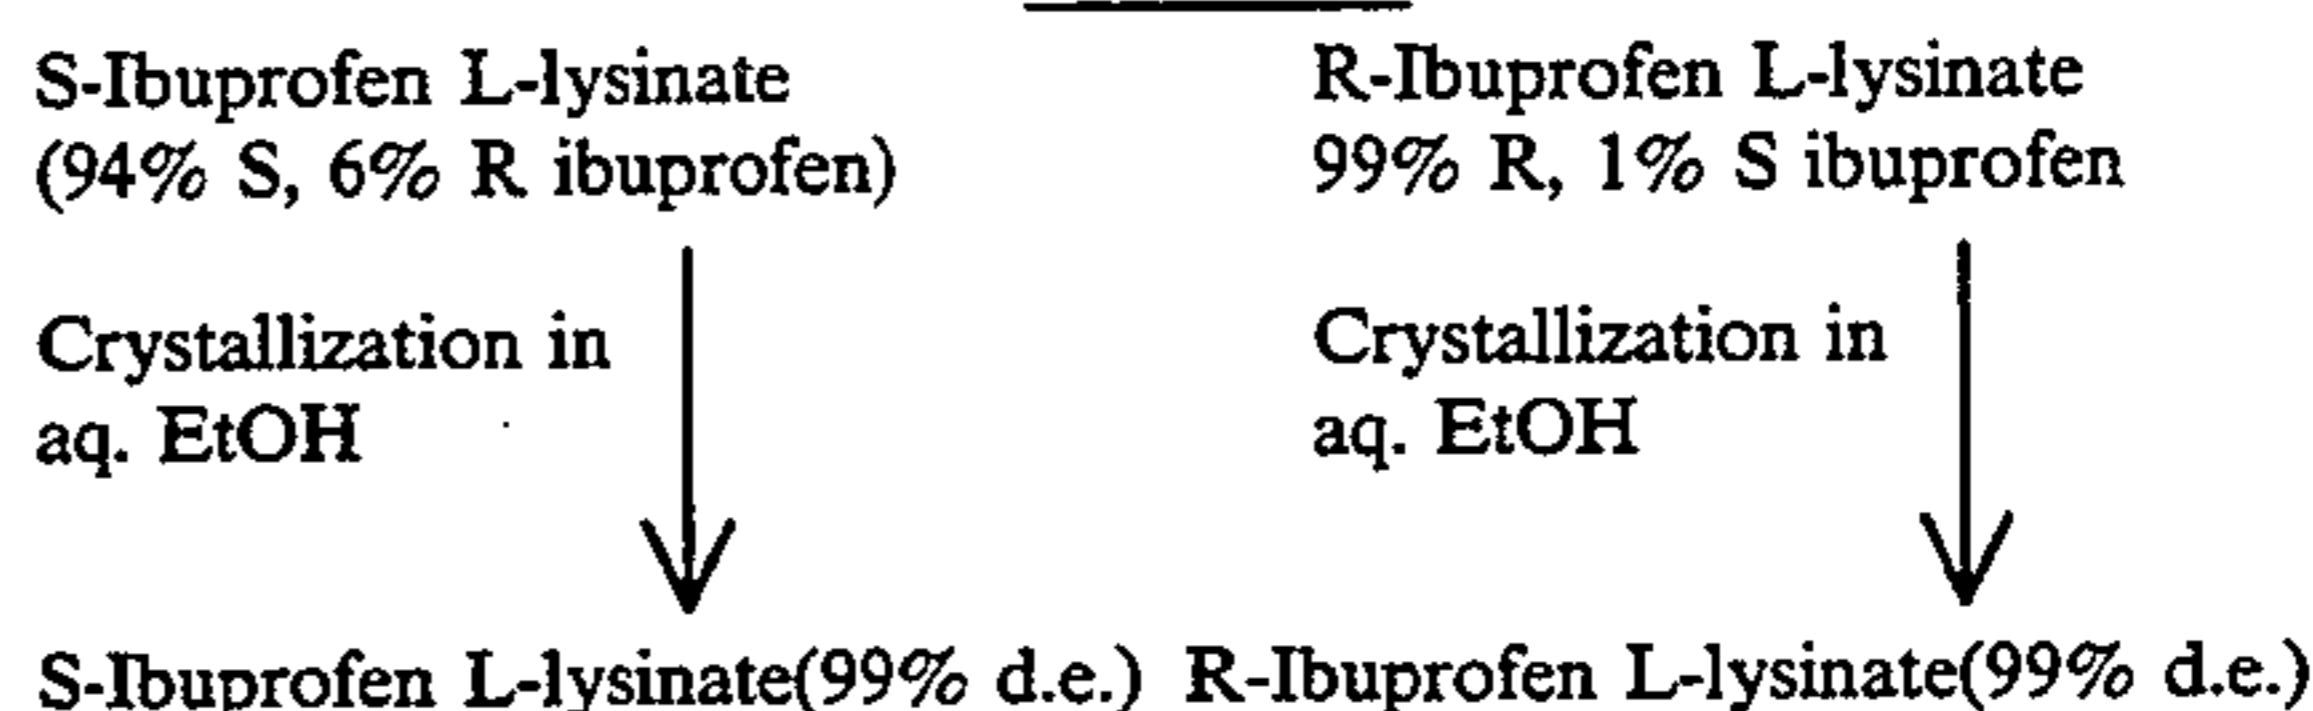 S-Ibuprofen L-lysinate
(94% S, 6% R ibuprofen)
R-Ibuprofen L-lysinate
99% R, 1% S ibuprofen
Crystallization in
aq. EtOH
Crystallization in
aq. EtOH
S-Ibuprofen L-lysinate(99% d.e.)
R-Ibuprofen L-lysinate(99% d.e.)